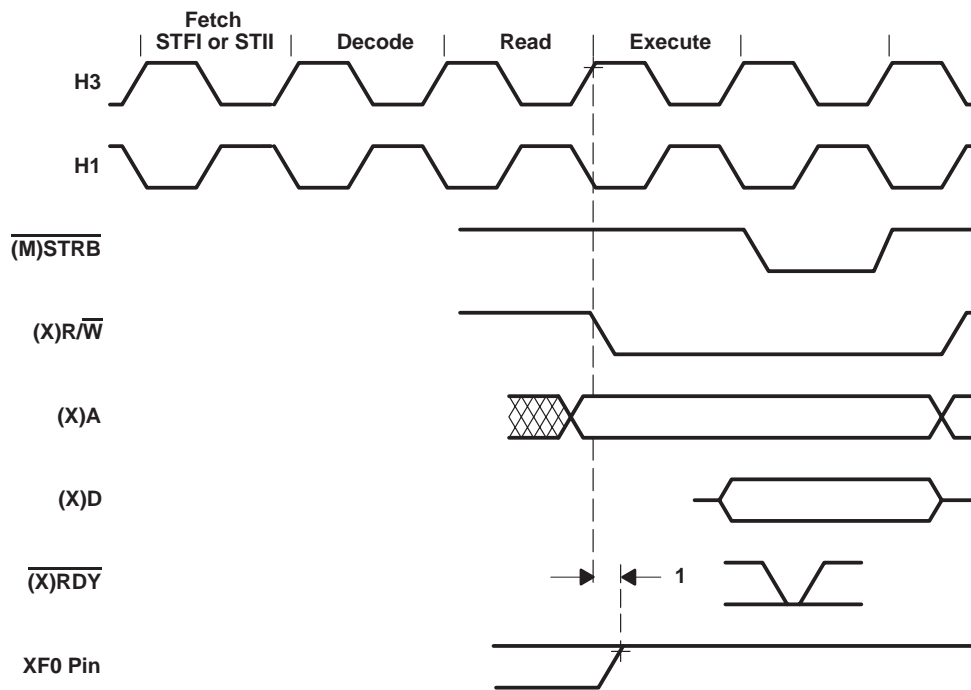 Fetch
STFI or STII
Decode
Read
Execute
H3
H1
(M)STRB
(X)R/W
(X)A
(X)D
(X)RDY
1
XF0 Pin